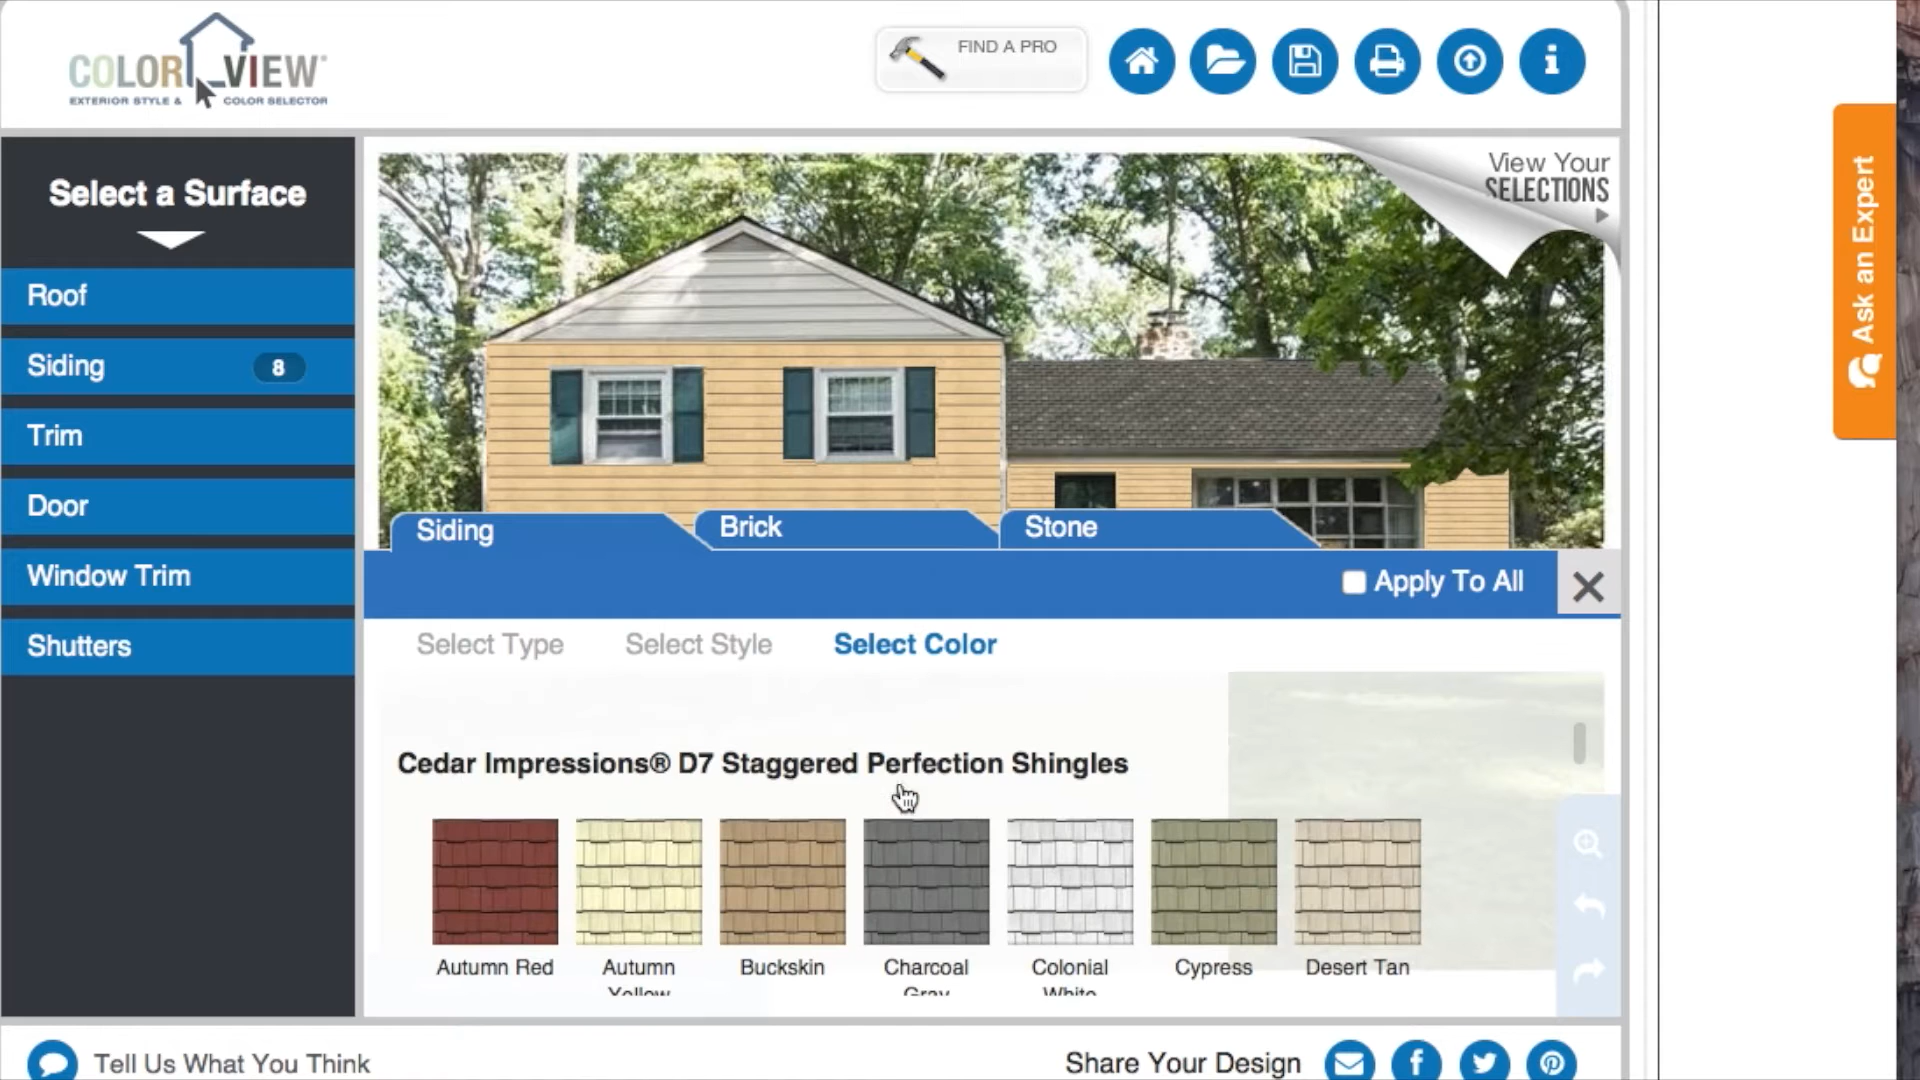 COLOR VIEW®
EXTERIOR STYLE & COLOR SELECTOR
FIND A PRO
Select a Surface
Roof
Siding 8
Trim
Door
Window Trim
Shutters
View Your
SELECTIONS
Siding Brick Stone
Apply To All
Select Type Select Style Select Color
Cedar Impressions® D7 Staggered Perfection Shingles
Autumn Red Autumn Buckskin Charcoal Colonial Cypress Desert Tan
Yellow Gray White
Tell Us What You Think
Share Your Design
Ask an Expert